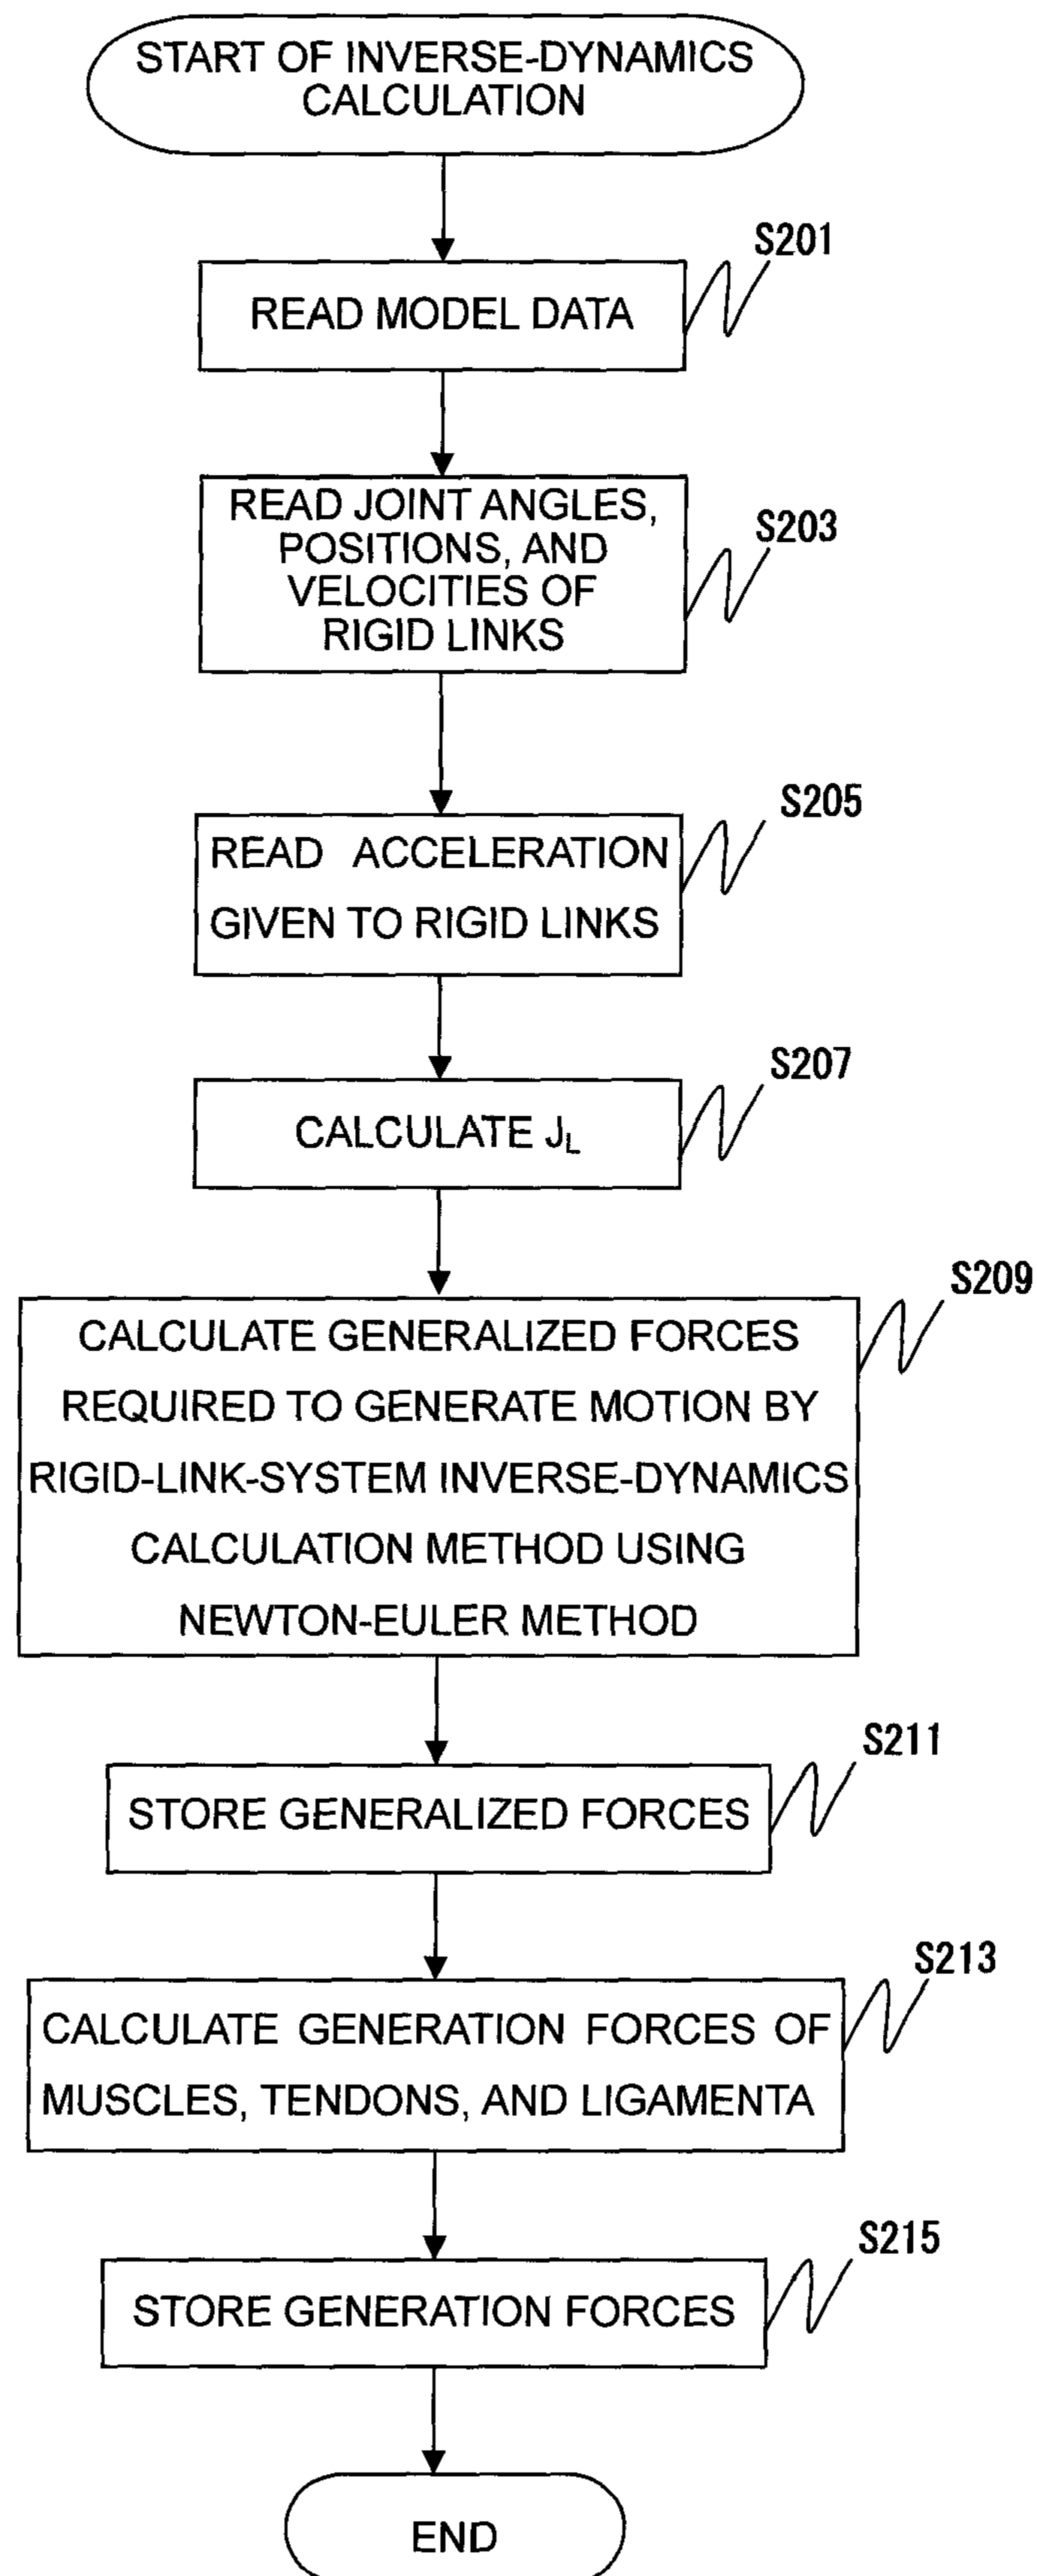 START OF INVERSE-DYNAMICS
CALCULATION
S201
READ MODEL DATA
S203
READ JOINT ANGLES,
POSITIONS, AND
VELOCITIES OF
RIGID LINKS
S205
READ ACCELERATION
GIVEN TO RIGID LINKS
S207
CALCULATE J_L
S209
CALCULATE GENERALIZED FORCES
REQUIRED TO GENERATE MOTION BY
RIGID-LINK-SYSTEM INVERSE-DYNAMICS
CALCULATION METHOD USING
NEWTON-EULER METHOD
S211
STORE GENERALIZED FORCES
S213
CALCULATE GENERATION FORCES OF
MUSCLES, TENDONS, AND LIGAMENTA
S215
STORE GENERATION FORCES
END